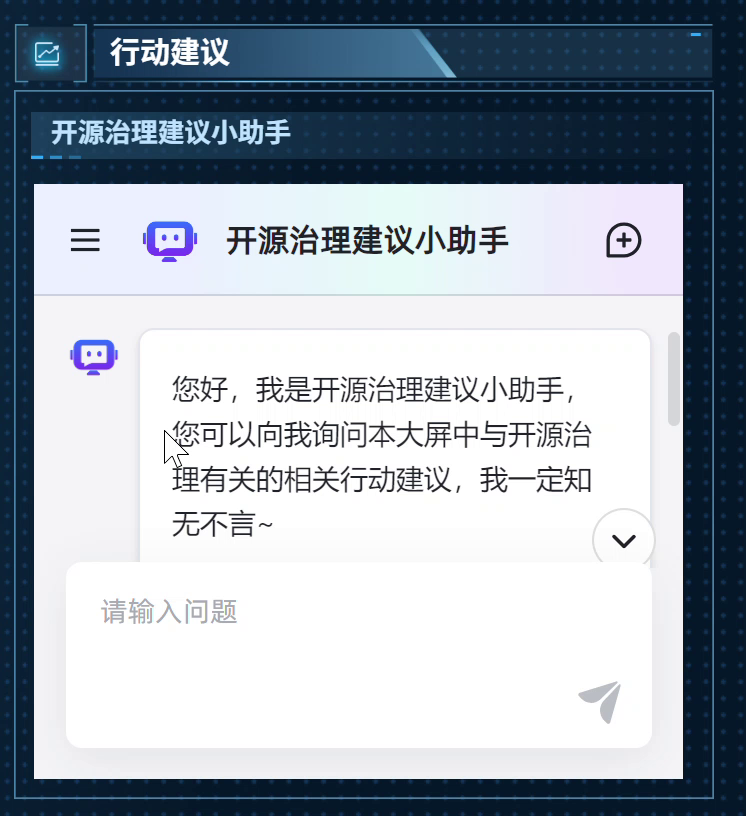 行动建议
开源治理建议小助手
开源治理建议小助手
您好，我是开源治理建议小助手，
您可以向我询问本大屏中与开源治
理有关的相关行动建议，我一定知
无不言~
请输入问题